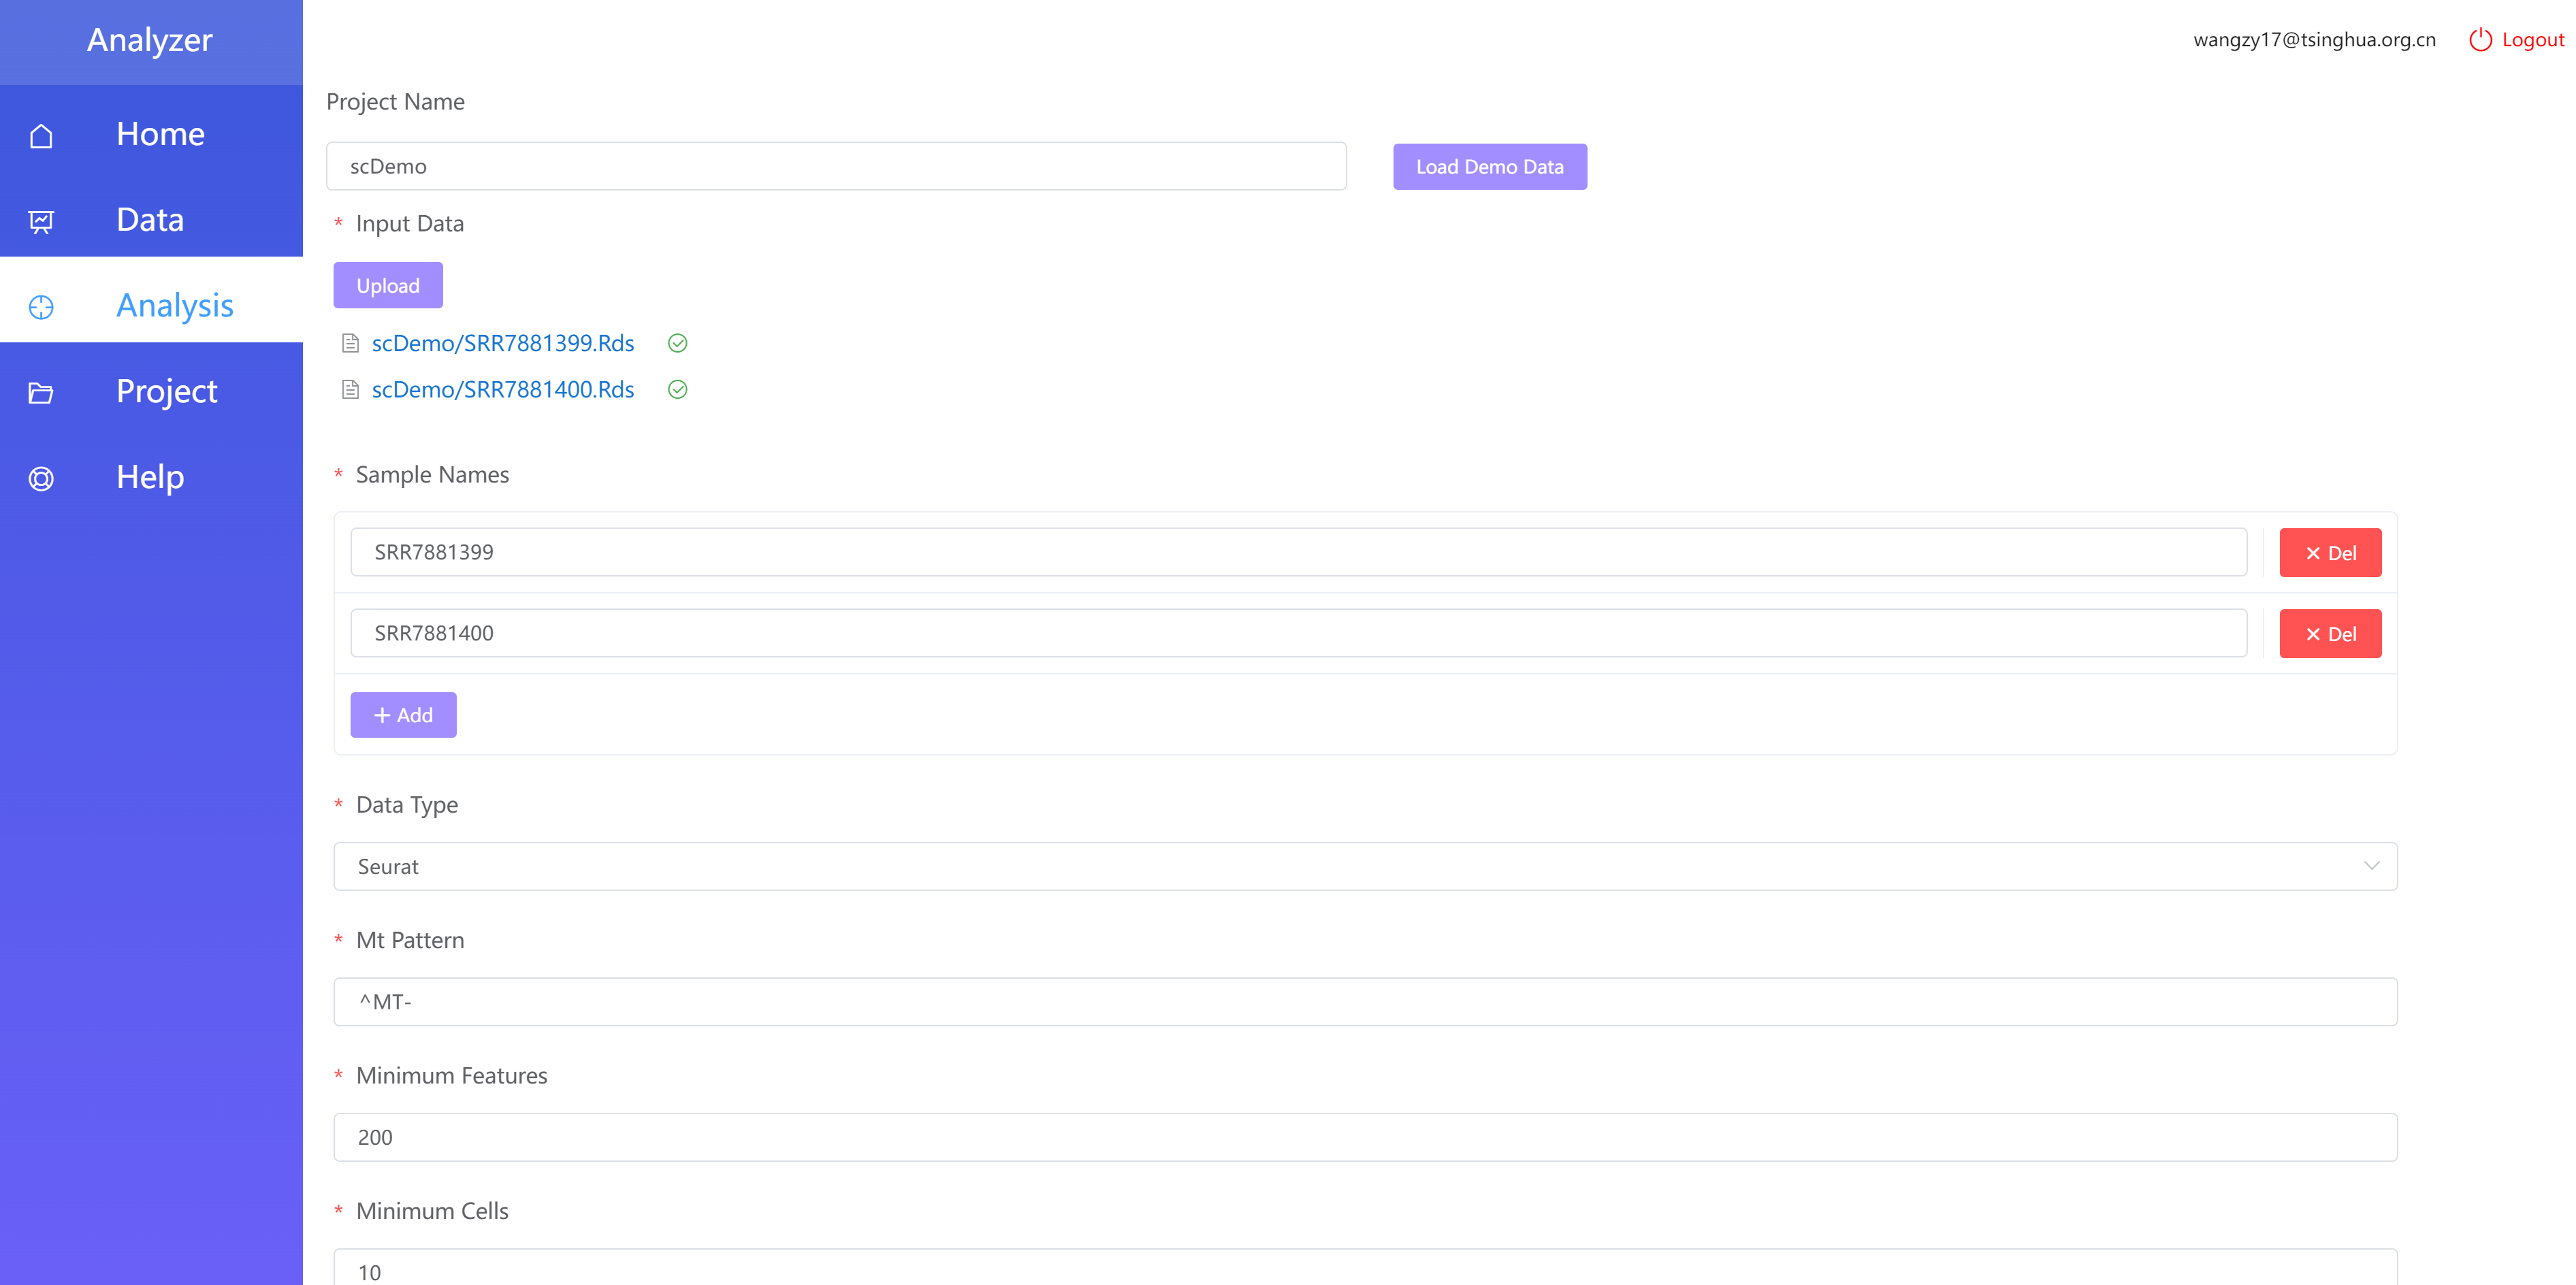 Analyzer
wangzy17@tsinghua.org.cn
Logout
Home
Data
Analysis
Project
Help
Project Name
scDemo
Load Demo Data
* Input Data
Upload
scDemo/SRR7881399.Rds
scDemo/SRR7881400.Rds
* Sample Names
SRR7881399
× Del
SRR7881400
× Del
+ Add
* Data Type
Seurat
* Mt Pattern
^MT-
* Minimum Features
200
* Minimum Cells
10